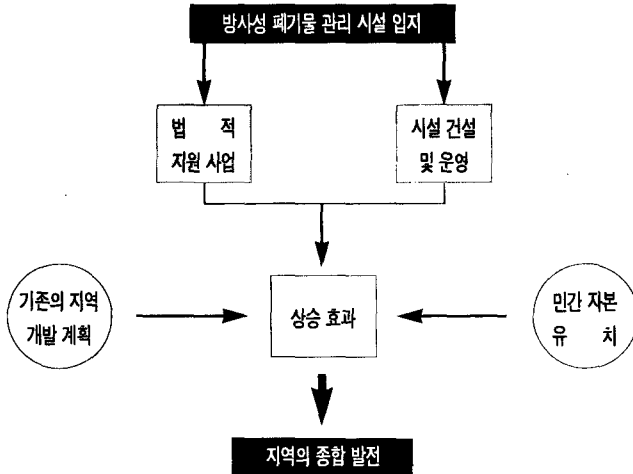 방사성 폐기물 관리 시설 입지
법 적
지원 사업
시설 건설
및 운영
기존의 지역
개발 계획
상승 효과
민간 자본
유 치
지역의 종합 발전